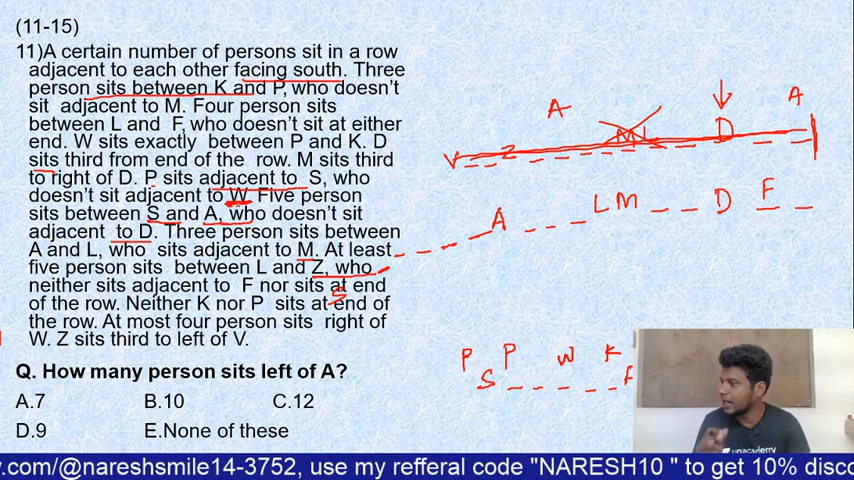 (11-15)
11)A certain number of persons sit in a row
adjacent to each other facing south. Three
person sits between K and P, who doesn't
sit adjacent to M. Four person sits
between L and F, who doesn't sit at either
end. W sits exactly between P and K. D
sits third from end of the row. M sits third
to right of D. P sits adjacent to S, who
doesn't sit adjacent to W. Five person
sits between S and A, who doesn't sit
adjacent to D. Three person sits between
A and L, who sits adjacent to M. At least
five person sits between L and Z, who
neither sits adjacent to F nor sits at end
of the row. Neither K nor P sits at end of
the row. At most four person sits right of
W. Z sits third to left of V.
Q. How many person sits left of A?
A.7 B.10 C.12
D.9 E.None of these
A A
V Z D
A L M D F
S
P P W K
S
unacademy
y.com/@nareshsmile14-3752, use my refferal code "NARESH10 " to get 10% disco